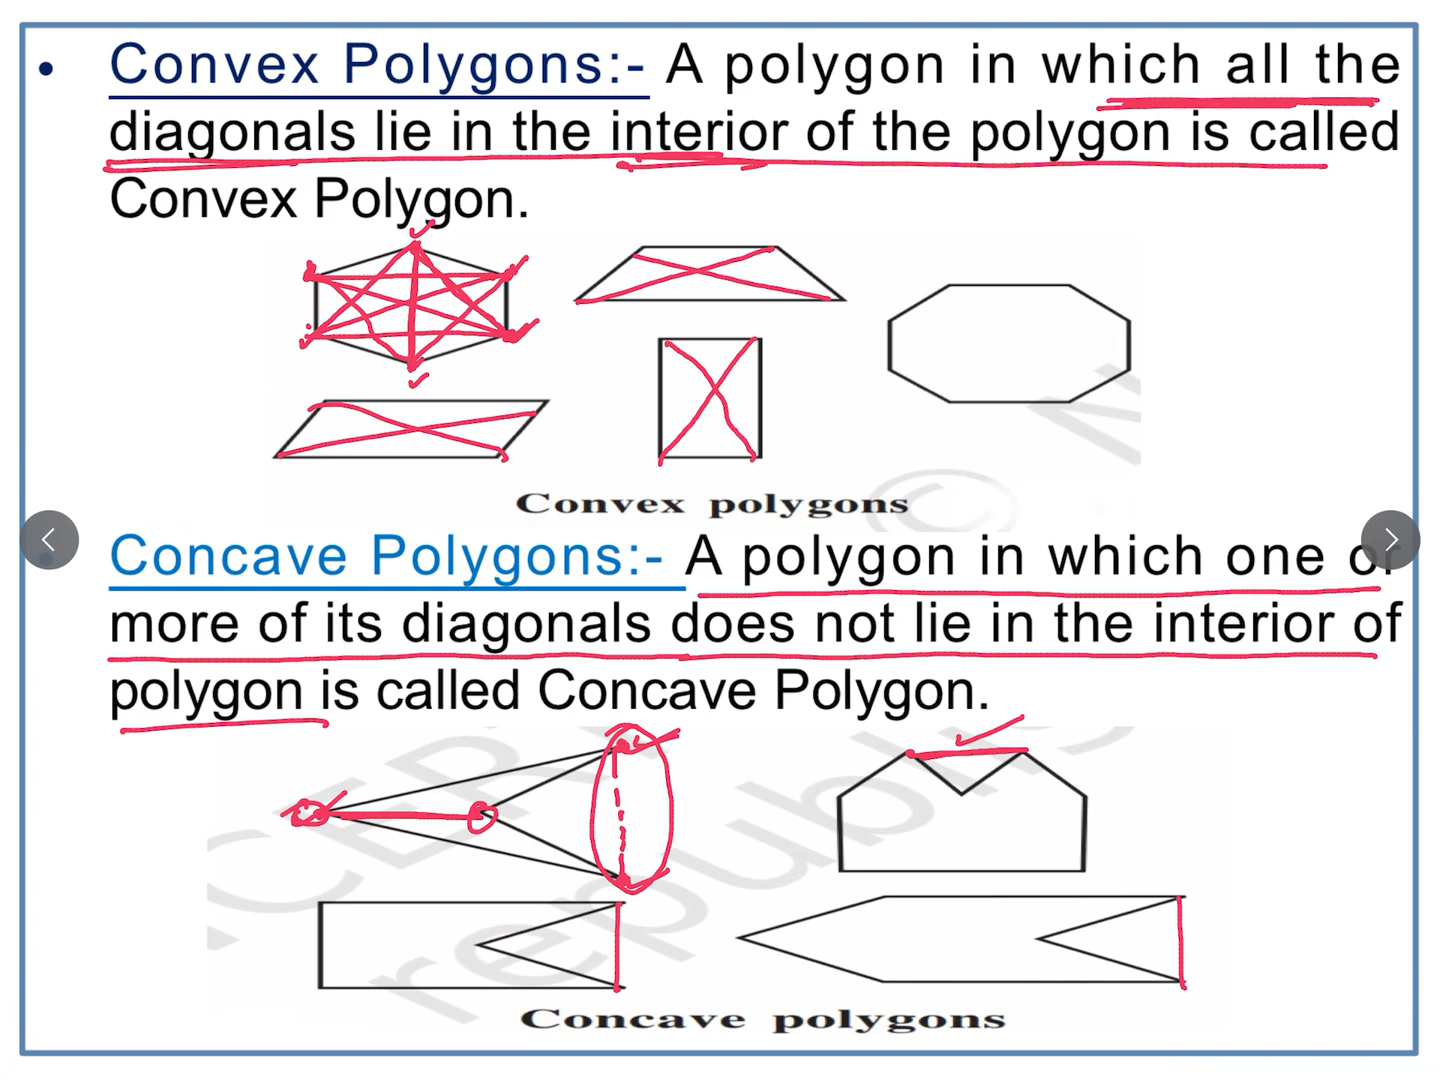 • Convex Polygons:- A polygon in which all the
diagonals lie in the interior of the polygon is called
Convex Polygon.
Convex polygons
Concave Polygons:- A polygon in which one or
more of its diagonals does not lie in the interior of
polygon is called Concave Polygon.
Concave polygons